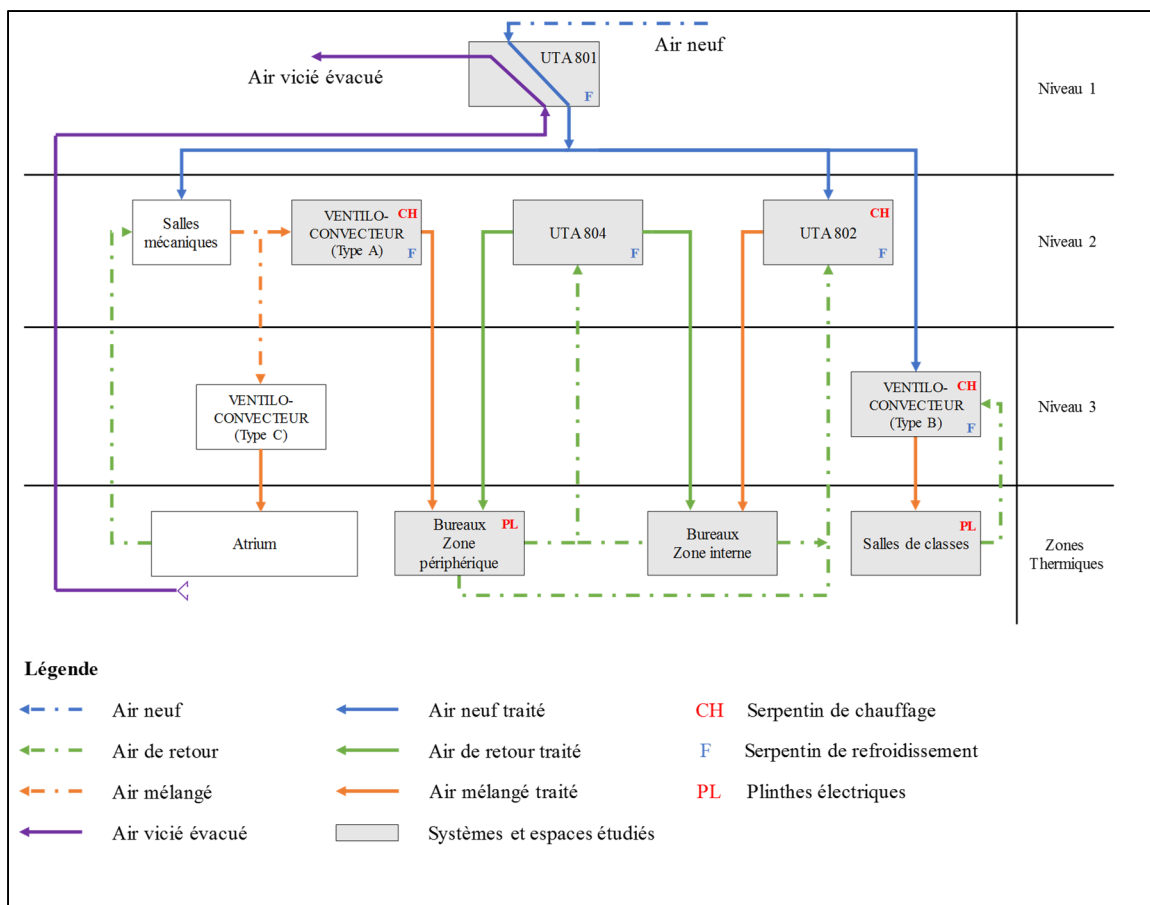 Air neuf
UTA 801
F
Air vicié évacué
Niveau 1
Salles
mécaniques
VENTILO-
CONVECTEUR
(Type A)
CH
F
UTA 804
F
UTA 802
CH
F
Niveau 2
VENTILO-
CONVECTEUR
(Type C)
VENTILO-
CONVECTEUR
(Type B)
CH
F
Niveau 3
Atrium
Bureaux
Zone
périphérique
PL
Bureaux
Zone interne
Salles de classes
PL
Zones
Thermiques
Légende
Air neuf
Air neuf traité
CH Serpentin de chauffage
Air de retour
Air de retour traité
F Serpentin de refroidissement
Air mélangé
Air mélangé traité
PL Plinthes électriques
Air vicié évacué
Systèmes et espaces étudiés